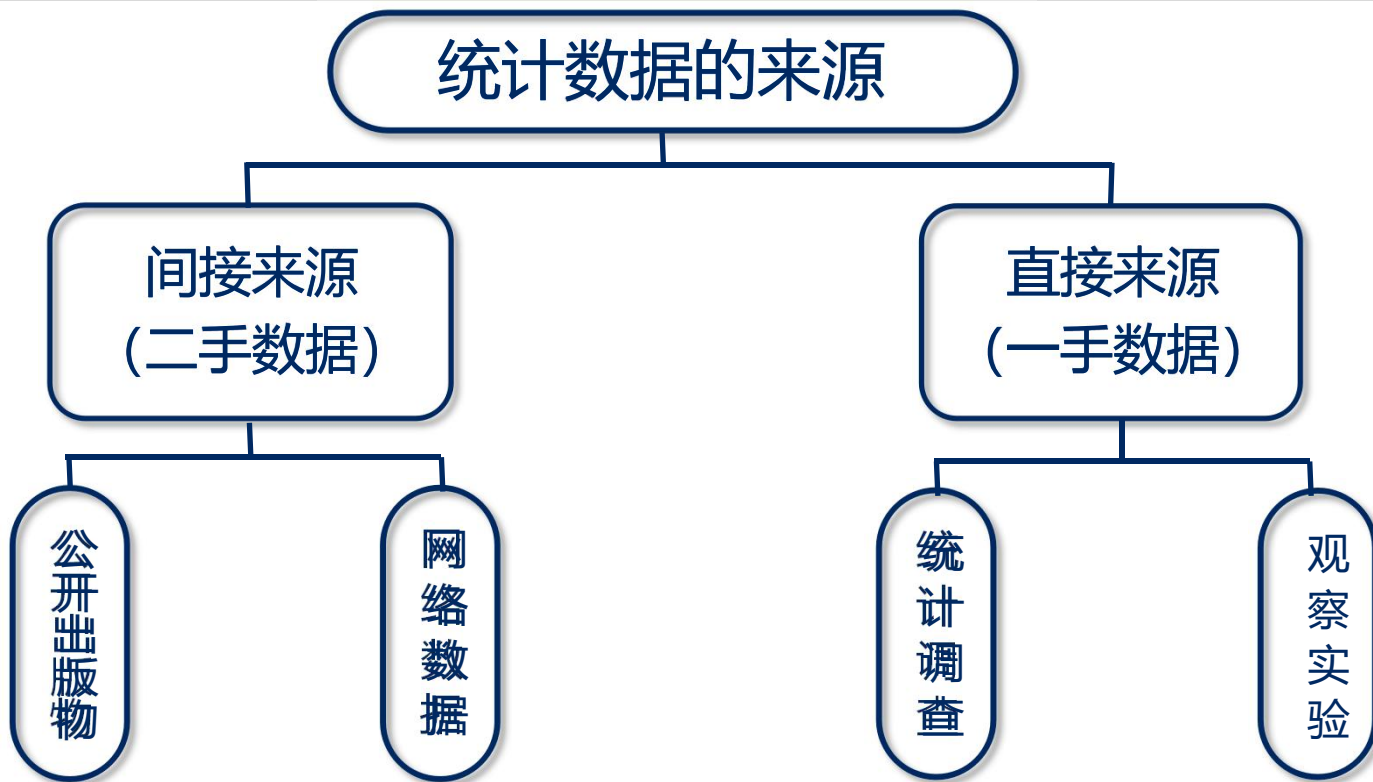 统计数据的来源
间接来源
（二手数据）
直接来源
（一手数据）
公开出版物
网络数据
统计调查
观察实验